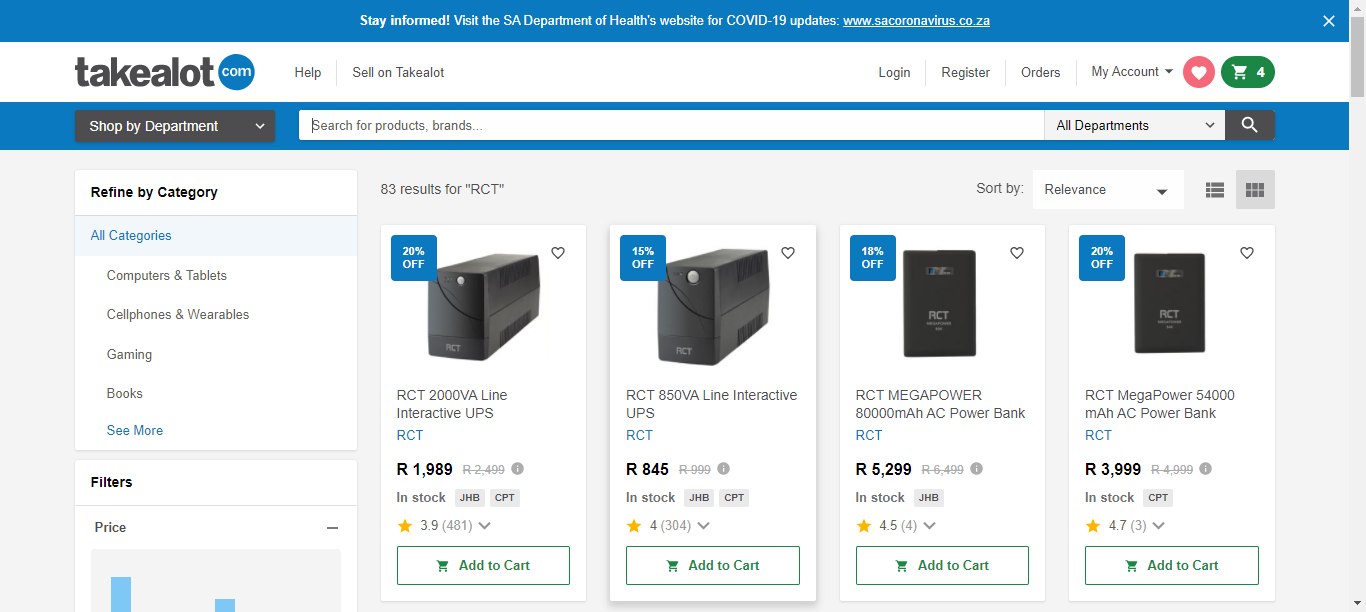 Stay informed! Visit the SA Department of Health's website for COVID-19 updates: www.sacoronavirus.co.za
takealot com
Help
Sell on Takealot
Login
Register
Orders
My Account
4
Shop by Department
Search for products, brands...
All Departments
Refine by Category
All Categories
Computers & Tablets
Cellphones & Wearables
Gaming
Books
See More
Filters
Price
83 results for "RCT"
Sort by:
Relevance
20%
OFF
RCT
RCT 2000VA Line
Interactive UPS
RCT
R 1,989 R 2,499
In stock JHB CPT
3.9 (481)
Add to Cart
15%
OFF
RCT
RCT 850VA Line Interactive
UPS
RCT
R 845 R 999
In stock JHB CPT
4 (304)
Add to Cart
18%
OFF
RCT
MEGAPOWER
RCT MEGAPOWER
80000mAh AC Power Bank
RCT
R 5,299 R 6,499
In stock JHB
4.5 (4)
Add to Cart
20%
OFF
RCT
MEGAPOWER
RCT MegaPower 54000
mAh AC Power Bank
RCT
R 3,999 R 4,999
In stock CPT
4.7 (3)
Add to Cart